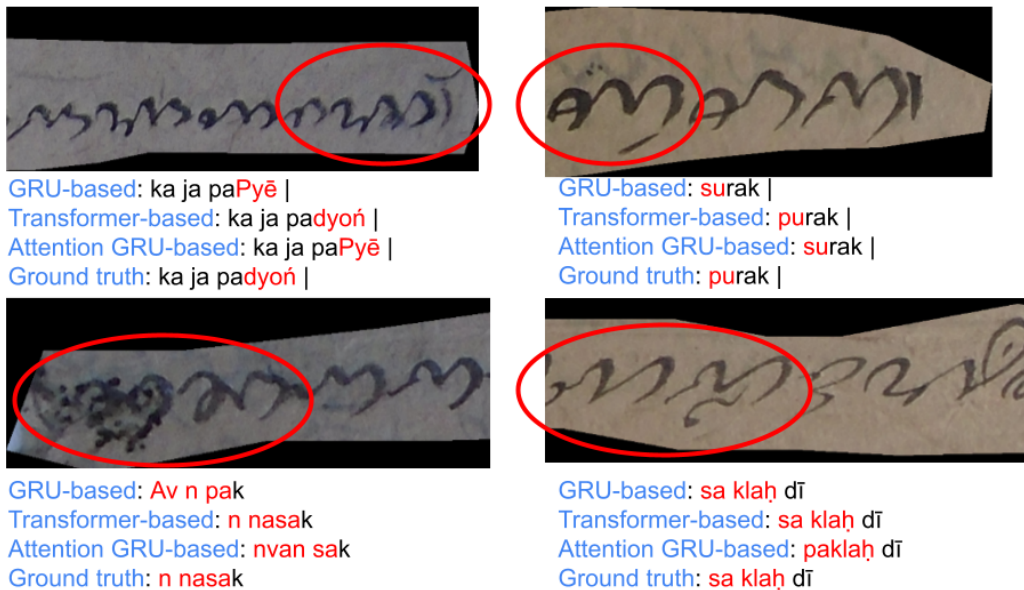 GRU-based: ka ja paPyē |
Transformer-based: ka ja padyoń |
Attention GRU-based: ka ja paPyē |
Ground truth: ka ja padyoń |
GRU-based: surak |
Transformer-based: purak |
Attention GRU-based: surak |
Ground truth: purak |
GRU-based: Av n pak
Transformer-based: n nasak
Attention GRU-based: nvan sak
Ground truth: n nasak
GRU-based: sa klaḥ dī
Transformer-based: sa klaḥ dī
Attention GRU-based: paklaḥ dī
Ground truth: sa klaḥ dī